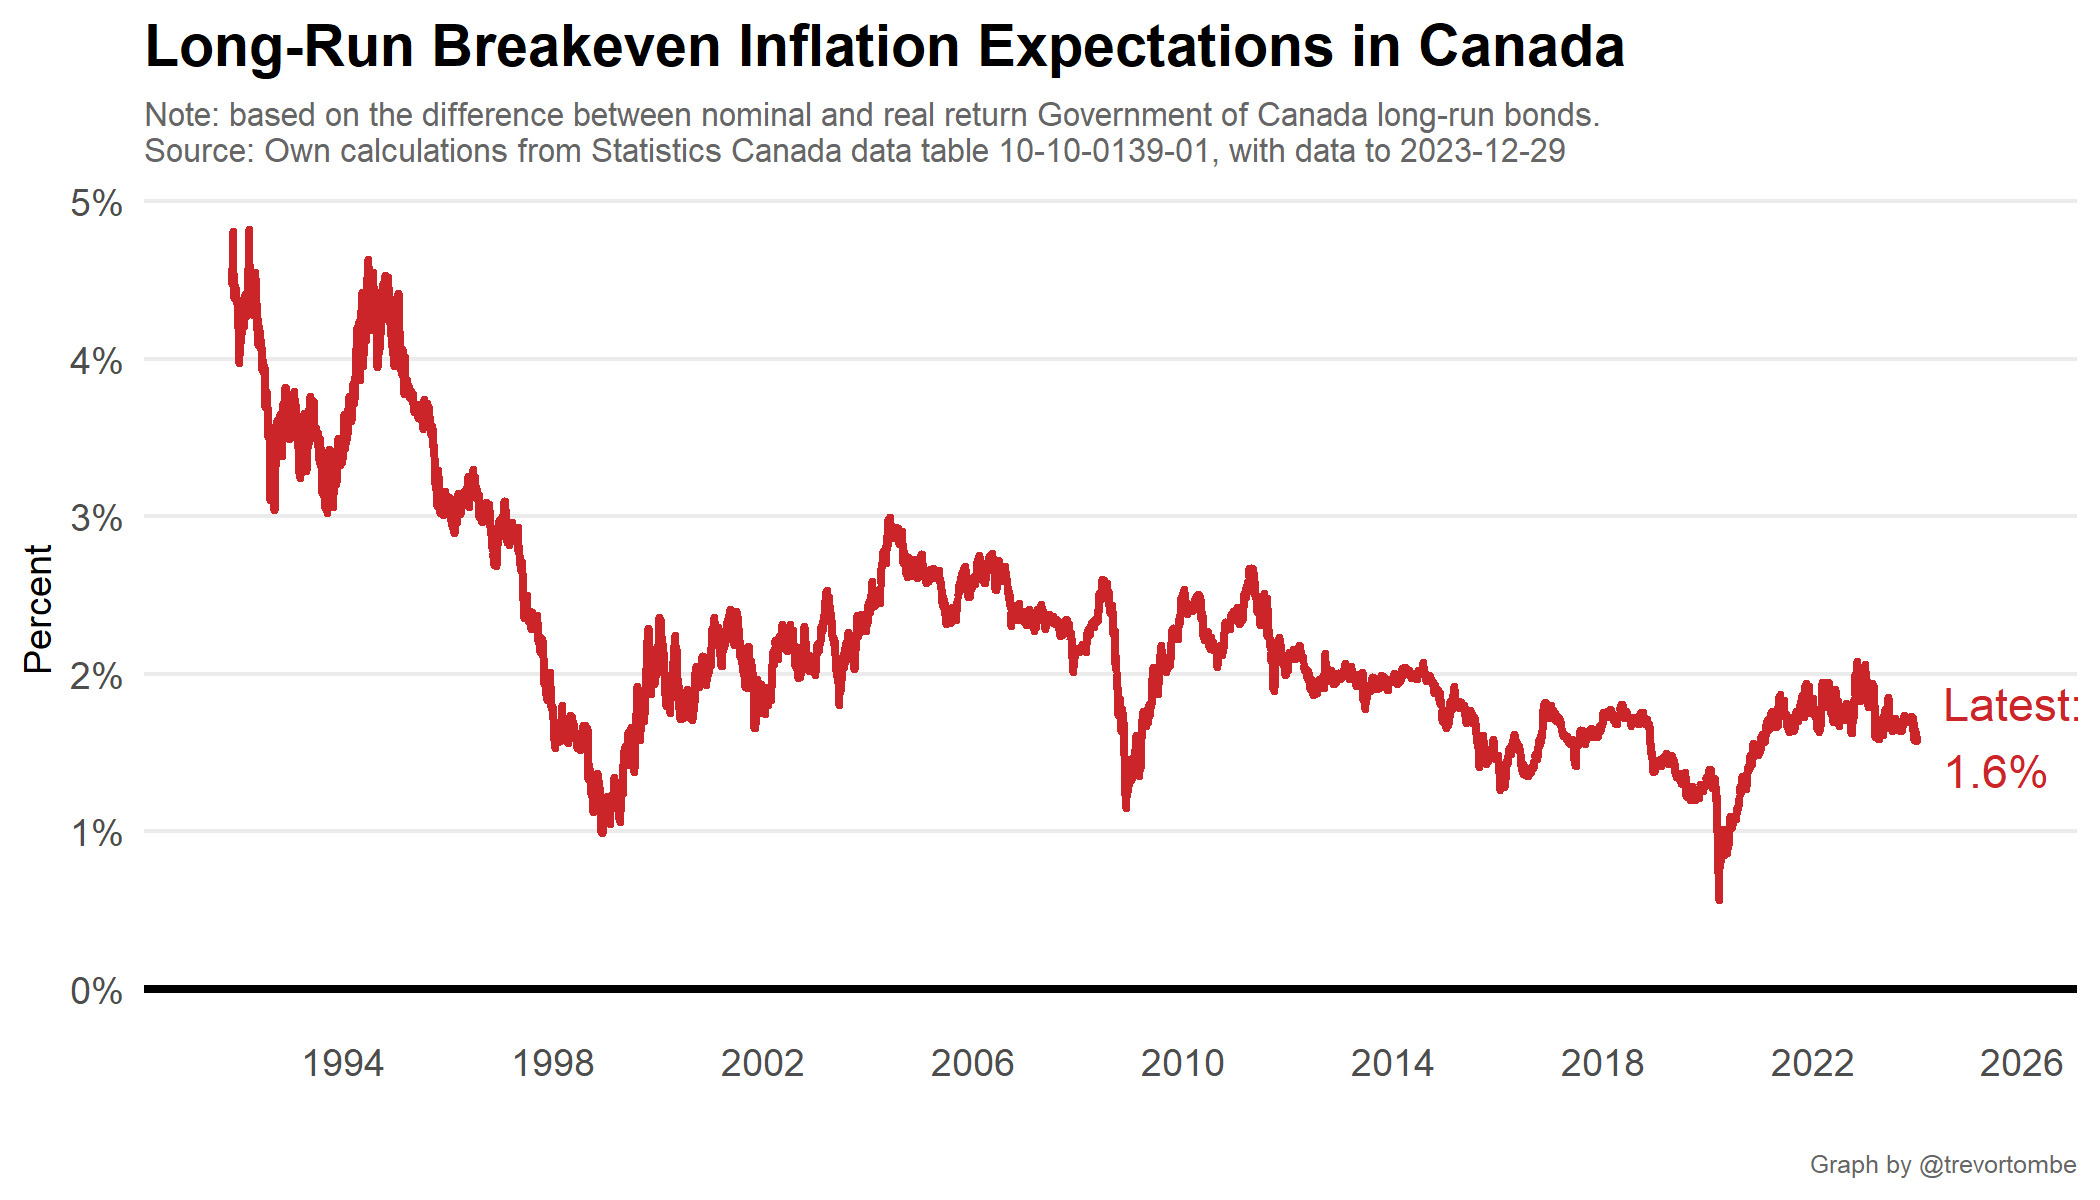 Long-Run Breakeven Inflation Expectations in Canada
Note: based on the difference between nominal and real return Government of Canada long-run bonds.
Source: Own calculations from Statistics Canada data table 10-10-0139-01, with data to 2023-12-29
Percent
5%
4%
3%
2%
1%
0%
Latest:
1.6%
1994 1998 2002 2006 2010 2014 2018 2022 2026
Graph by @trevortombe